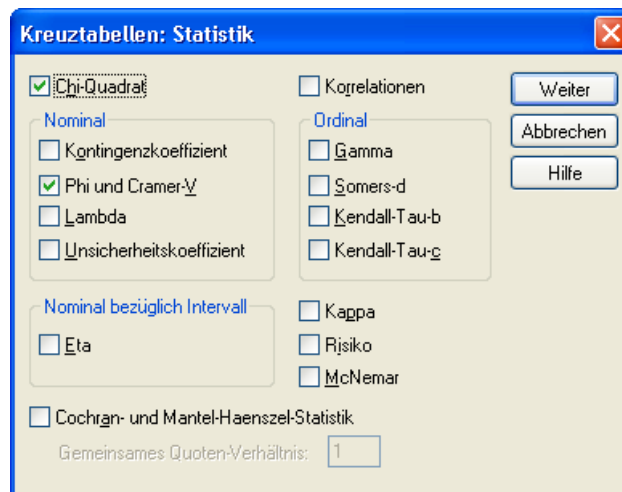 Kreuztabellen: Statistik
Chi-Quadrat
Korrelationen
Weiter
Abbrechen
Hilfe
Nominal
Kontingenzkoeffizient
Phi und Cramer-V
Lambda
Unsicherheitskoeffizient
Ordinal
Gamma
Somers-d
Kendall-Tau-b
Kendall-Tau-c
Nominal bezüglich Intervall
Eta
Kappa
Risiko
McNemar
Cochran- und Mantel-Haenszel-Statistik
Gemeinsames Quoten-Verhältnis: 1